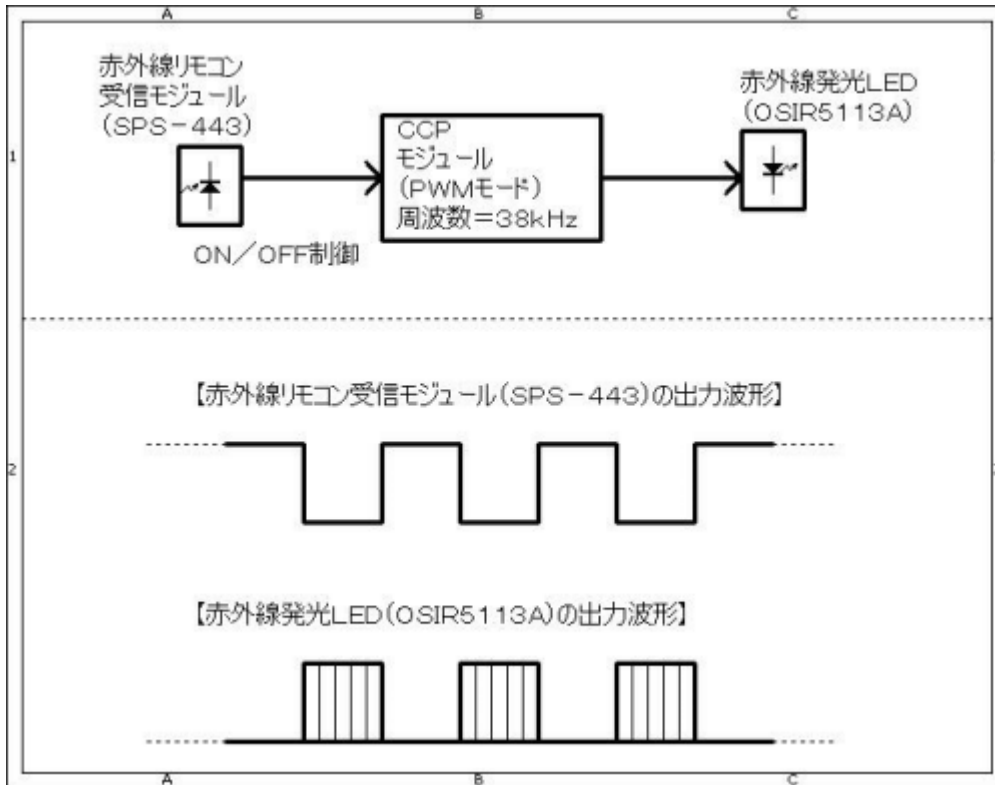 A B C
赤外線リモコン
受信モジュール
(SPS-443)
赤外線発光LED
(OSIR5113A)
1
CCP
モジュール
(PWMモード)
周波数=38kHz
ON/OFF制御
【赤外線リモコン受信モジュール(SPS-443)の出力波形】
2
【赤外線発光LED(OSIR5113A)の出力波形】
A B C